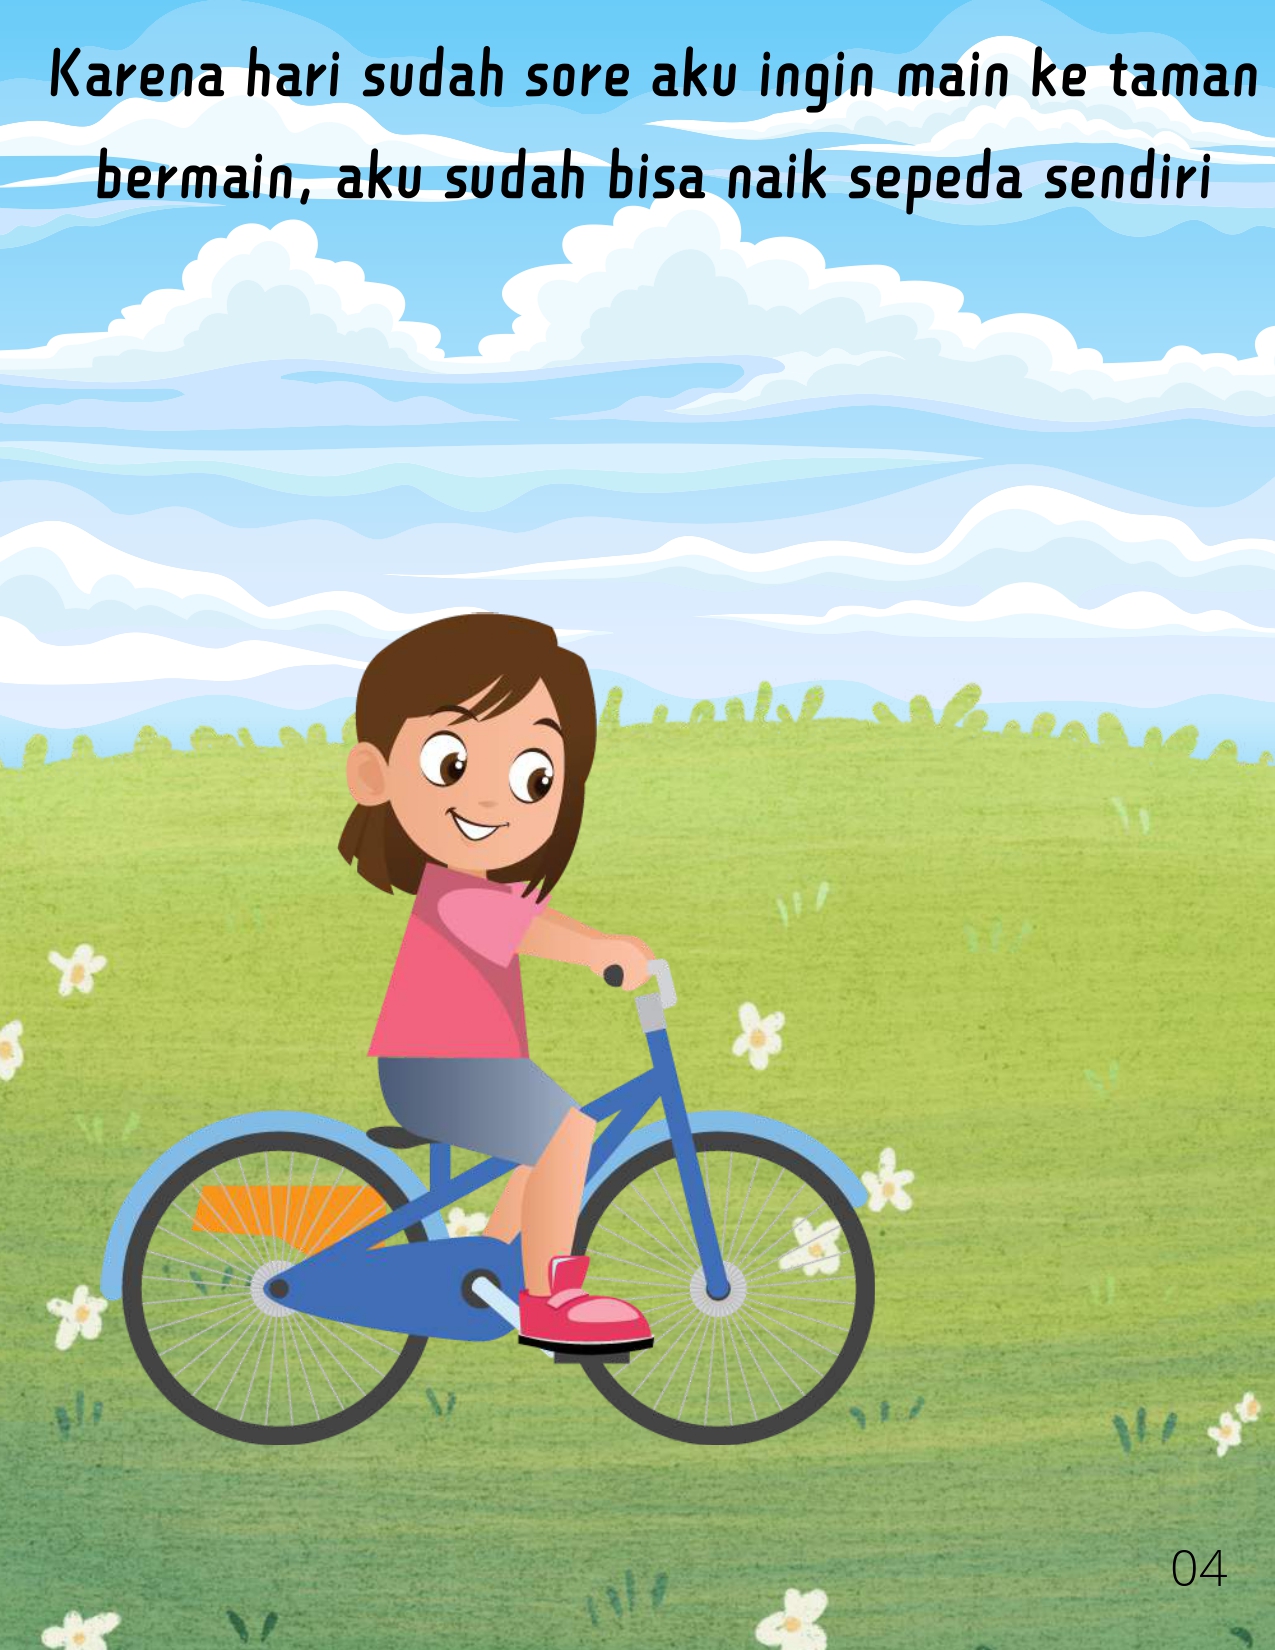 Karena hari sudah sore aku ingin main ke taman
bermain, aku sudah bisa naik sepeda sendiri
04